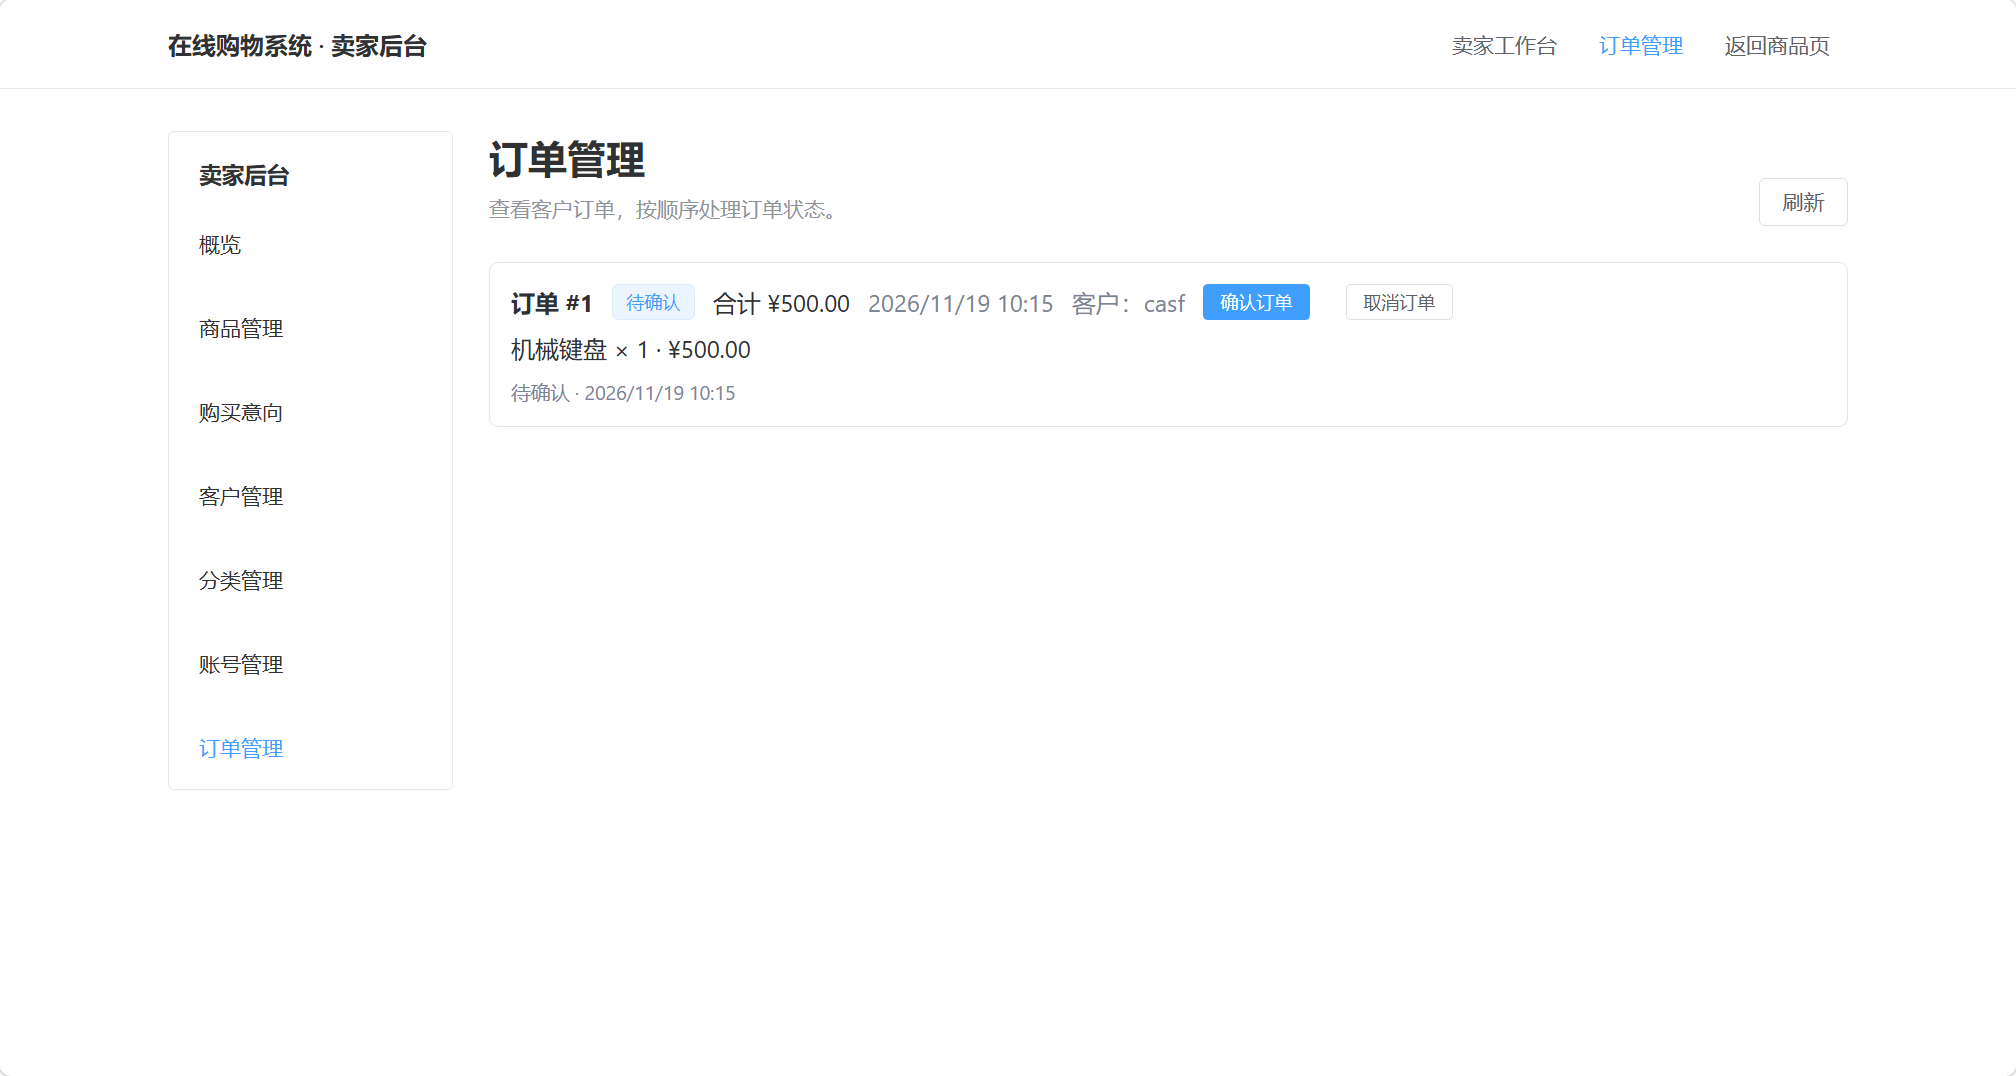 在线购物系统 · 卖家后台
卖家工作台 订单管理 返回商品页
卖家后台
概览
商品管理
购买意向
客户管理
分类管理
账号管理
订单管理
订单管理
查看客户订单，按顺序处理订单状态。
刷新
订单 #1 待确认 合计 ¥500.00 2026/11/19 10:15 客户：casf 确认订单 取消订单
机械键盘 × 1 · ¥500.00
待确认 · 2026/11/19 10:15